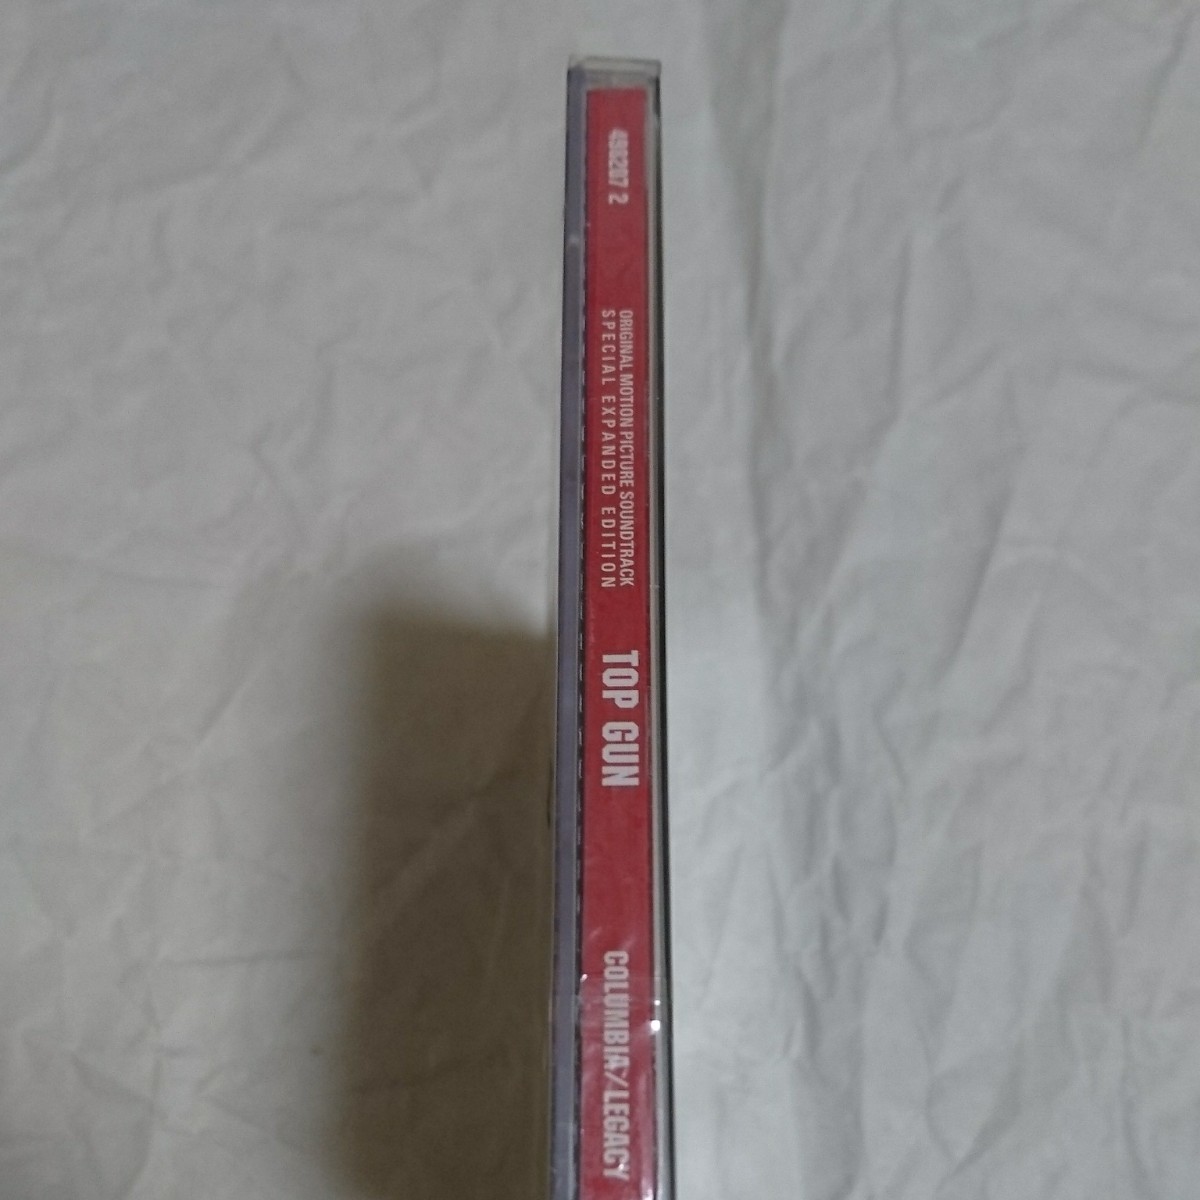 498207 2
ORIGINAL MOTION PICTURE SOUNDTRACK
SPECIAL EXPANDED EDITION
TOP GUN
COLUMBIA/LEGACY